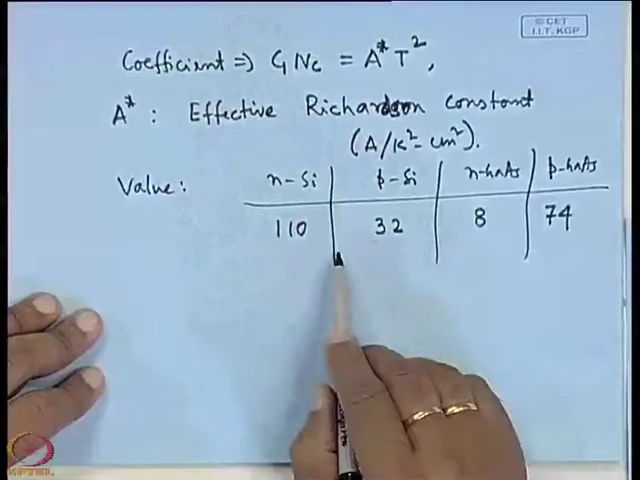 © CET
I.I.T. KGP
Coefficient ⇒ C₁ Nc = A* T²,
A* : Effective Richardson constant
(A/K²-cm²).
Value: n-Si p-Si n-GaAs p-GaAs
110 32 8 74